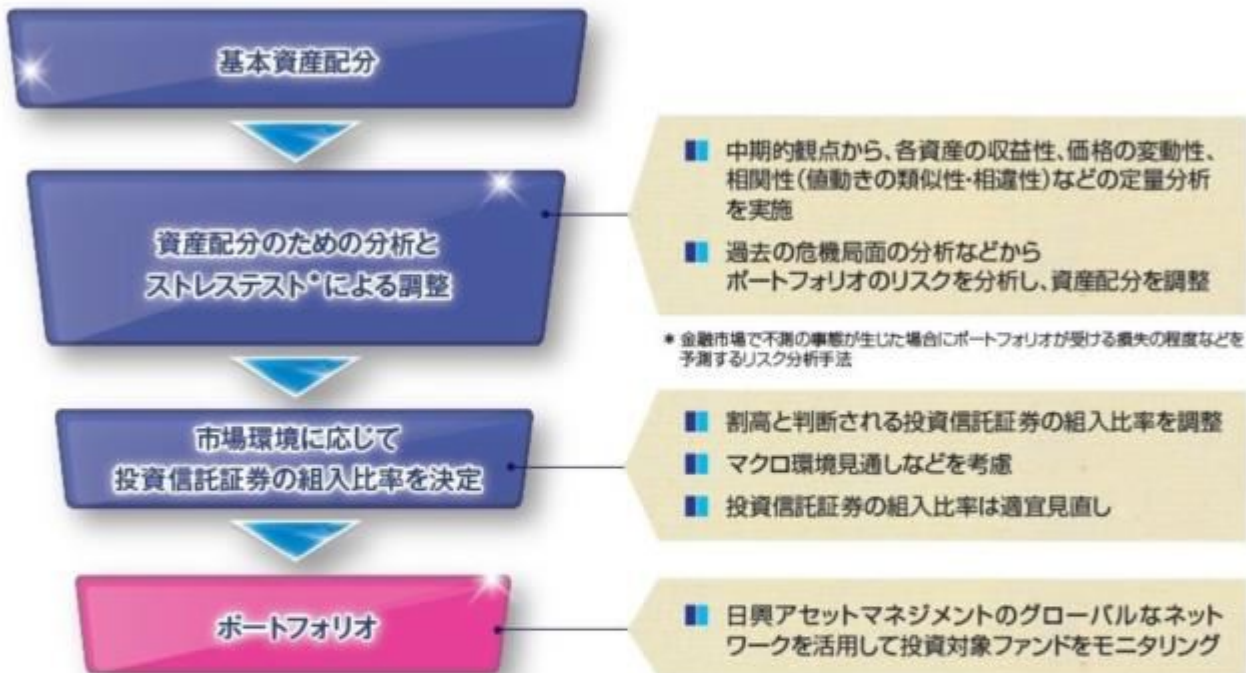 基本資産配分
資産配分のための分析と
ストレステスト*による調整
中期的観点から、各資産の収益性、価格の変動性、
相関性(値動きの類似性・相違性)などの定量分析
を実施
過去の危機局面の分析などから
ポートフォリオのリスクを分析し、資産配分を調整
* 金融市場で不測の事態が生じた場合にポートフォリオが受ける損失の程度などを
予測するリスク分析手法
市場環境に応じて
投資信託証券の組入比率を決定
割高と判断される投資信託証券の組入比率を調整
マクロ環境見通しなどを考慮
投資信託証券の組入比率は適宜見直し
ポートフォリオ
日興アセットマネジメントのグローバルなネット
ワークを活用して投資対象ファンドをモニタリング